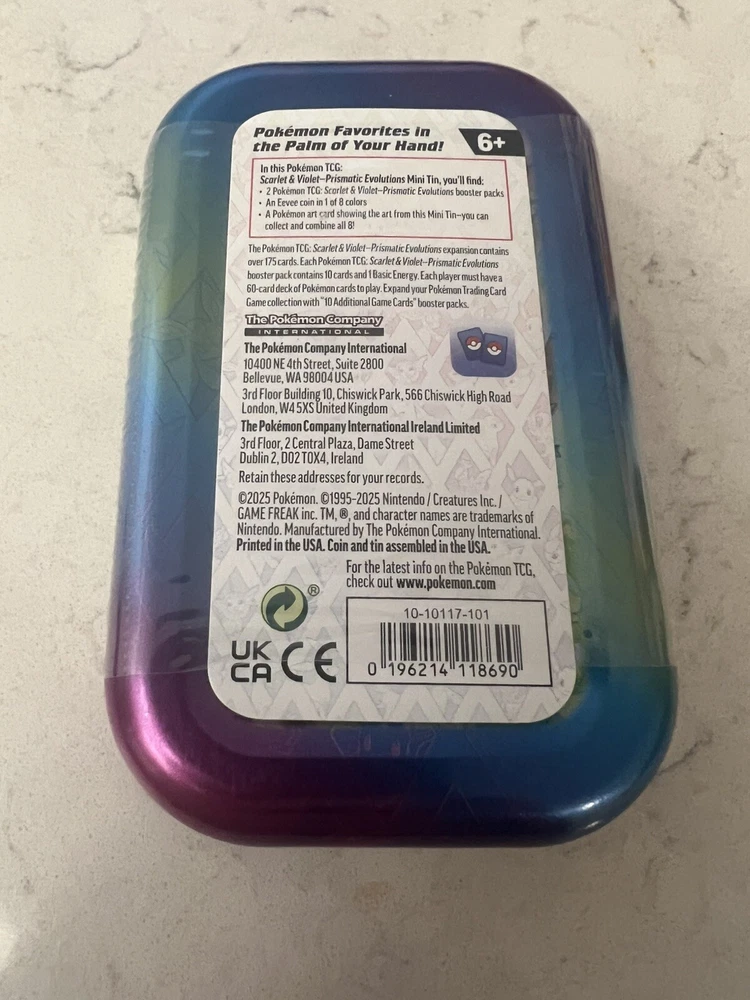 Pokémon Favorites in
the Palm of Your Hand!
6+
In this Pokémon TCG:
Scarlet & Violet—Prismatic Evolutions Mini Tin, you'll find:
• 2 Pokémon TCG: Scarlet & Violet—Prismatic Evolutions booster packs
• An Eevee coin in 1 of 8 colors
• A Pokémon art card showing the art from this Mini Tin—you can
collect and combine all 8!
The Pokémon TCG: Scarlet & Violet—Prismatic Evolutions expansion contains
over 175 cards. Each Pokémon TCG: Scarlet & Violet—Prismatic Evolutions
booster pack contains 10 cards and 1 Basic Energy. Each player must have a
60-card deck of Pokémon cards to play. Expand your Pokémon Trading Card
Game collection with "10 Additional Game Cards" booster packs.
The Pokémon Company
INTERNATIONAL
The Pokémon Company International
10400 NE 4th Street, Suite 2800
Bellevue, WA 98004 USA
3rd Floor Building 10, Chiswick Park, 566 Chiswick High Road
London, W4 5XS United Kingdom
The Pokémon Company International Ireland Limited
3rd Floor, 2 Central Plaza, Dame Street
Dublin 2, D02 T0X4, Ireland
Retain these addresses for your records.
©2025 Pokémon. ©1995-2025 Nintendo / Creatures Inc. /
GAME FREAK inc. TM, ®, and character names are trademarks of
Nintendo. Manufactured by The Pokémon Company International.
Printed in the USA. Coin and tin assembled in the USA.
For the latest info on the Pokémon TCG,
check out www.pokemon.com
®
UK
CA CE
10-10117-101
0 196214 118690